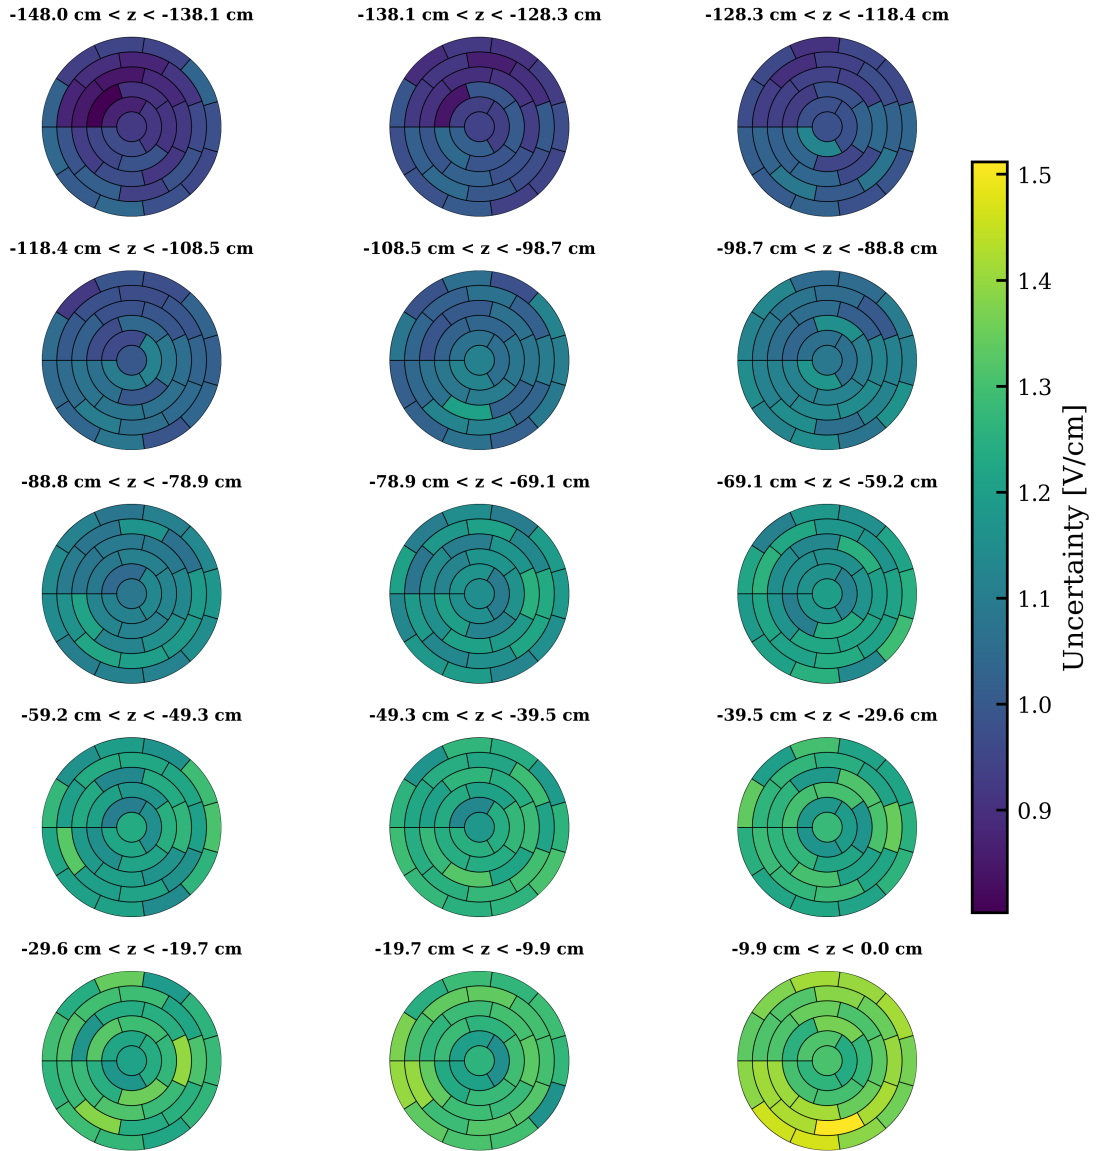 -148.0 cm < z < -138.1 cm
-138.1 cm < z < -128.3 cm
-128.3 cm < z < -118.4 cm
-118.4 cm < z < -108.5 cm
-108.5 cm < z < -98.7 cm
-98.7 cm < z < -88.8 cm
-88.8 cm < z < -78.9 cm
-78.9 cm < z < -69.1 cm
-69.1 cm < z < -59.2 cm
-59.2 cm < z < -49.3 cm
-49.3 cm < z < -39.5 cm
-39.5 cm < z < -29.6 cm
-29.6 cm < z < -19.7 cm
-19.7 cm < z < -9.9 cm
-9.9 cm < z < 0.0 cm
1.5
1.4
1.3
1.2
1.1
1.0
0.9
Uncertainty [V/cm]